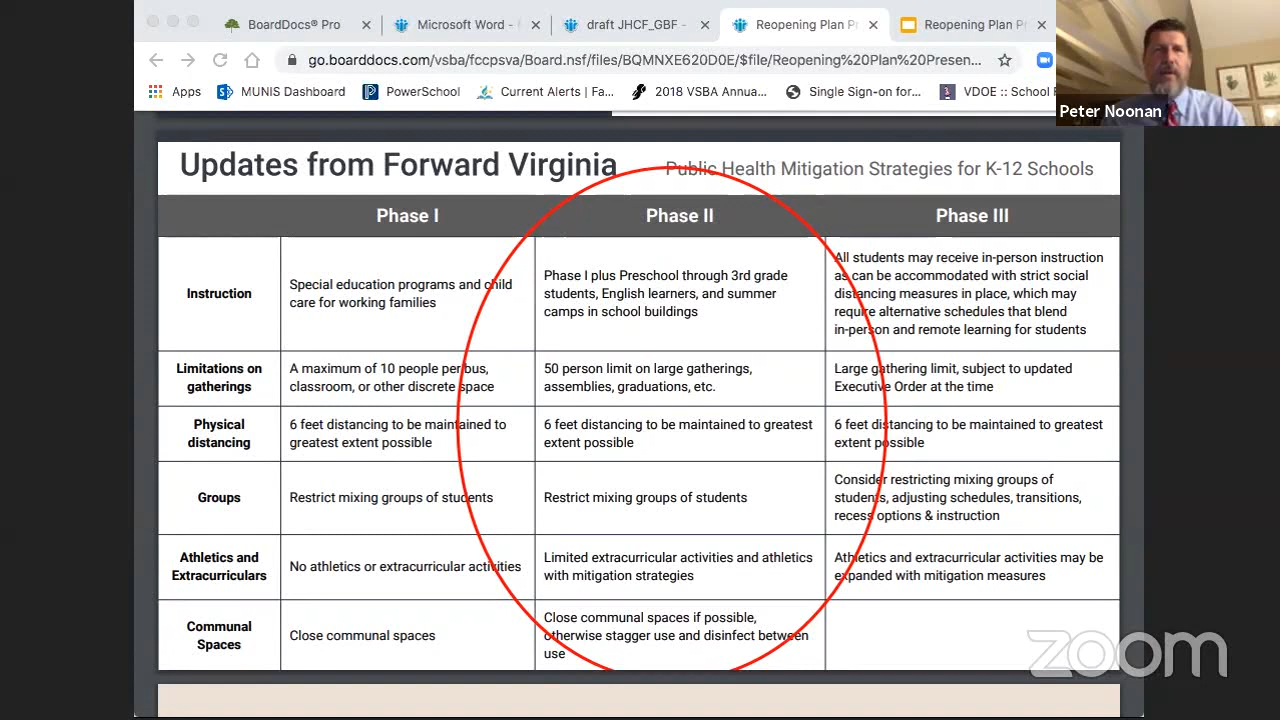 BoardDocs® Pro
Microsoft Word -
draft JHCF_GBF -
Reopening Plan Pr
Reopening Plan Pr
go.boarddocs.com/vsba/fccpsva/Board.nsf/files/BQMNXE620D0E/$file/Reopening%20Plan%20Presen...
Apps
MUNIS Dashboard
PowerSchool
Current Alerts | Fa...
2018 VSBA Annua...
Single Sign-on for...
VDOE :: School
Peter Noonan
Updates from Forward Virginia
Public Health Mitigation Strategies for K-12 Schools
Phase I
Phase II
Phase III
Instruction
Special education programs and child
care for working families
Phase I plus Preschool through 3rd grade
students, English learners, and summer
camps in school buildings
All students may receive in-person instruction
as can be accommodated with strict social
distancing measures in place, which may
require alternative schedules that blend
in-person and remote learning for students
Limitations on
gatherings
A maximum of 10 people per bus,
classroom, or other discrete space
50 person limit on large gatherings,
assemblies, graduations, etc.
Large gathering limit, subject to updated
Executive Order at the time
Physical
distancing
6 feet distancing to be maintained to
greatest extent possible
6 feet distancing to be maintained to greatest
extent possible
6 feet distancing to be maintained to greatest
extent possible
Groups
Restrict mixing groups of students
Restrict mixing groups of students
Consider restricting mixing groups of
students, adjusting schedules, transitions,
recess options & instruction
Athletics and
Extracurriculars
No athletics or extracurricular activities
Limited extracurricular activities and athletics
with mitigation strategies
Athletics and extracurricular activities may be
expanded with mitigation measures
Communal
Spaces
Close communal spaces
Close communal spaces if possible,
otherwise stagger use and disinfect between
use
zoom